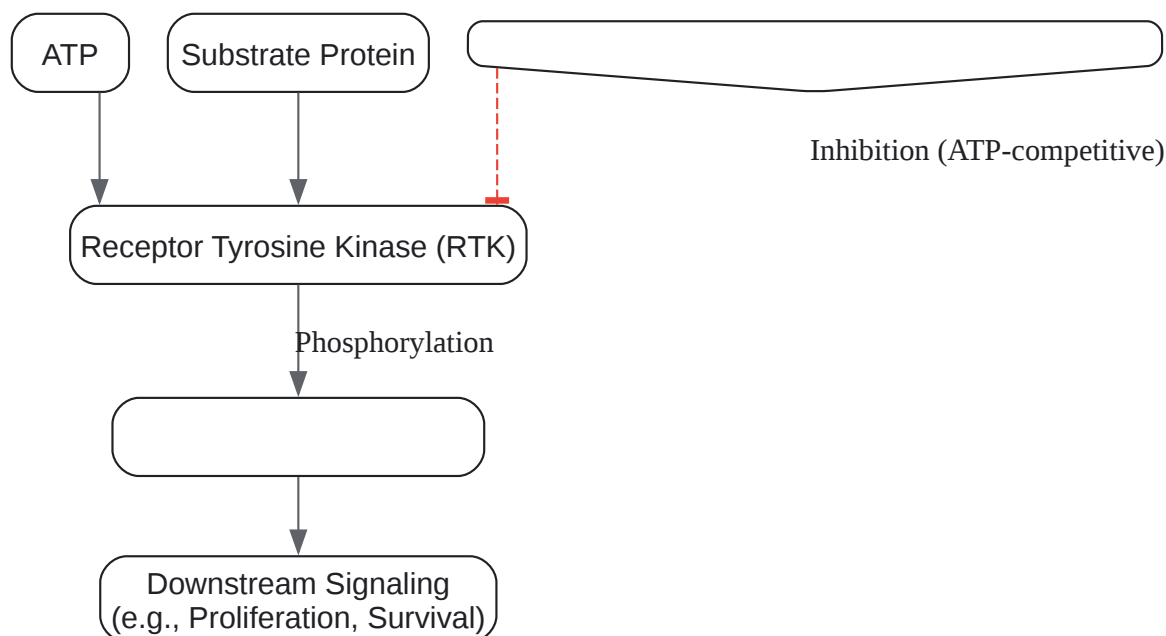 ATP
Substrate Protein
Inhibition (ATP-competitive)
Receptor Tyrosine Kinase (RTK)
Phosphorylation
Downstream Signaling
(e.g., Proliferation, Survival)